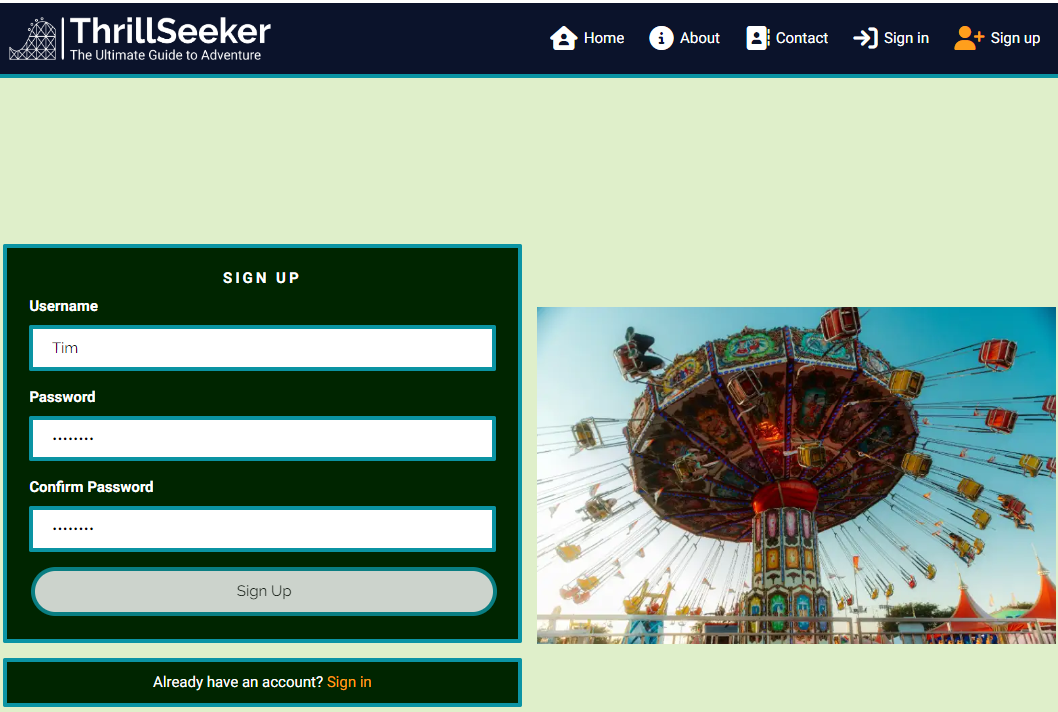 ThrillSeeker
The Ultimate Guide to Adventure
Home
About
Contact
Sign in
Sign up
SIGN UP
Username
Tim
Password
········
Confirm Password
········
Sign Up
Already have an account? Sign in